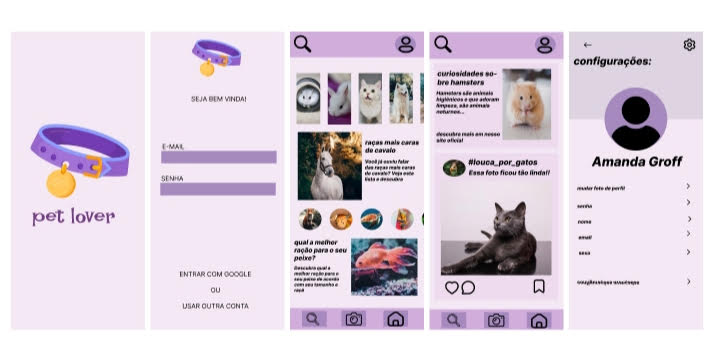 pet lover
SEJA BEM VINDA!
E-MAIL
SENHA
ENTRAR COM GOOGLE
OU
USAR OUTRA CONTA
raças mais caras
de cavalo
Você já ouviu falar
das raças mais caras
de cavalo? Veja este
lista e descubra
qual a melhor
ração para o seu
peixe?
Descubra qual a
melhor ração para o
seu peixe de acordo
com seu tamanho e
raçã
curiosidades so-
bre hamsters
Hamsters são animais
higiênicos e que adoram
limpeza, são animais
noturnos...
descubra mais em nosso
site oficial
#louca_por_gatos
Essa foto ficou tão linda!!
configurações:
Amanda Groff
mudar foto de perfil
senha
nome
email
sexo